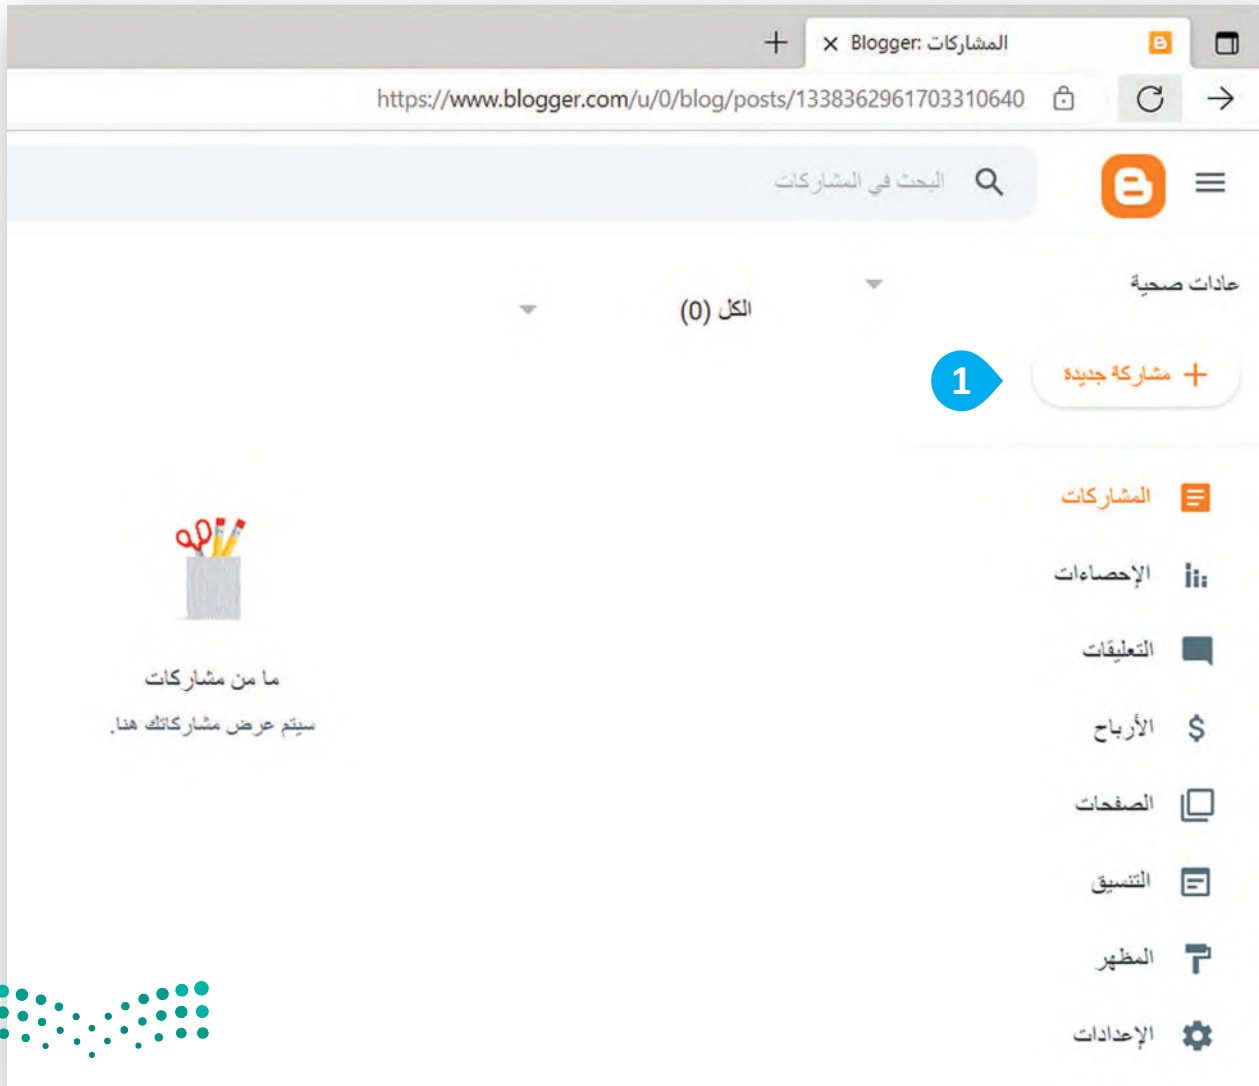 Blogger: المشاركات
https://www.blogger.com/u/0/blog/posts/1338362961703310640
البحث في المشاركات
عادات صحية
الكل (0)
مشاركة جديدة
1
المشاركات
الإحصاءات
التعليقات
ما من مشاركات
سيتم عرض مشاركاتك هنا.
الأرباح
الصفحات
التنسيق
المظهر
الإعدادات